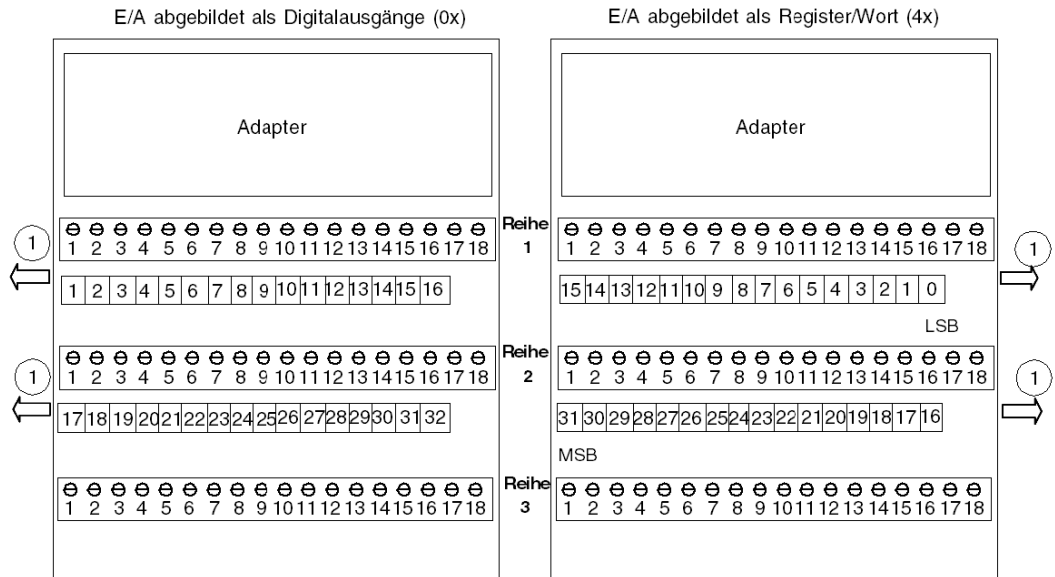 E/A abgebildet als Digitalausgänge (0x)
E/A abgebildet als Register/Wort (4x)
Adapter
Adapter
Reihe
1
1 2 3 4 5 6 7 8 9 10 11 12 13 14 15 16 17 18
1 2 3 4 5 6 7 8 9 10 11 12 13 14 15 16 17 18
1
1
1 2 3 4 5 6 7 8 9 10 11 12 13 14 15 16
15 14 13 12 11 10 9 8 7 6 5 4 3 2 1 0
LSB
Reihe
2
1 2 3 4 5 6 7 8 9 10 11 12 13 14 15 16 17 18
1 2 3 4 5 6 7 8 9 10 11 12 13 14 15 16 17 18
1
1
17 18 19 20 21 22 23 24 25 26 27 28 29 30 31 32
31 30 29 28 27 26 25 24 23 22 21 20 19 18 17 16
MSB
Reihe
3
1 2 3 4 5 6 7 8 9 10 11 12 13 14 15 16 17 18
1 2 3 4 5 6 7 8 9 10 11 12 13 14 15 16 17 18